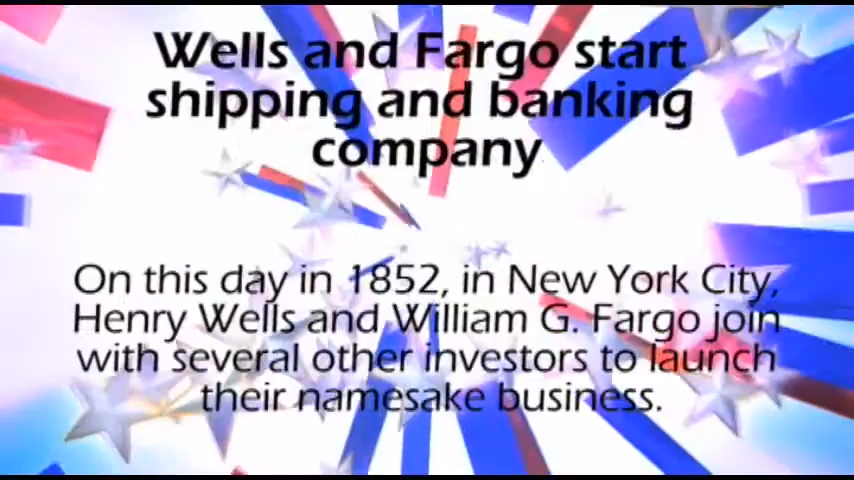 Wells and Fargo start
shipping and banking
company
On this day in 1852, in New York City,
Henry Wells and William G. Fargo join
with several other investors to launch
their namesake business.